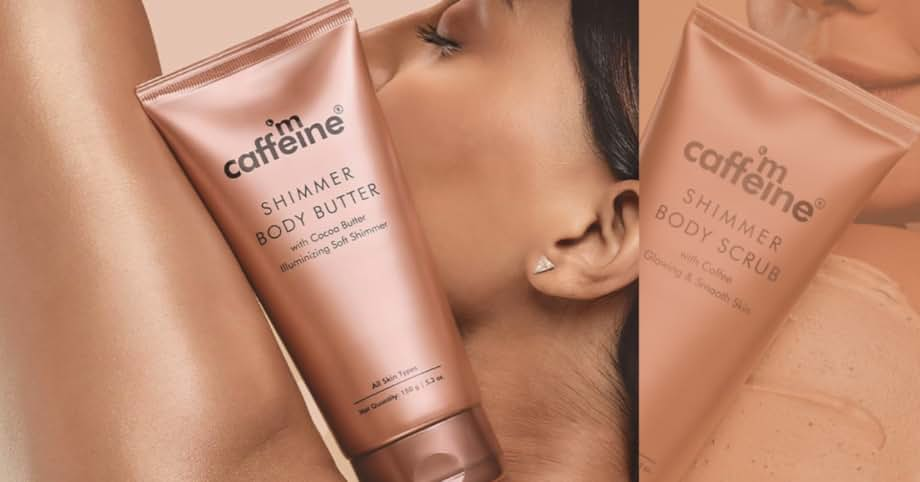 m
caffeine®
SHIMMER
BODY BUTTER
with Cocoa Butter
Illuminizing Soft Shimmer
All Skin Types
Net Quantity: 150 g | 5.2 oz.
m
caffeine®
SHIMMER
BODY SCRUB
with Coffee
Glowing & Smooth Skin